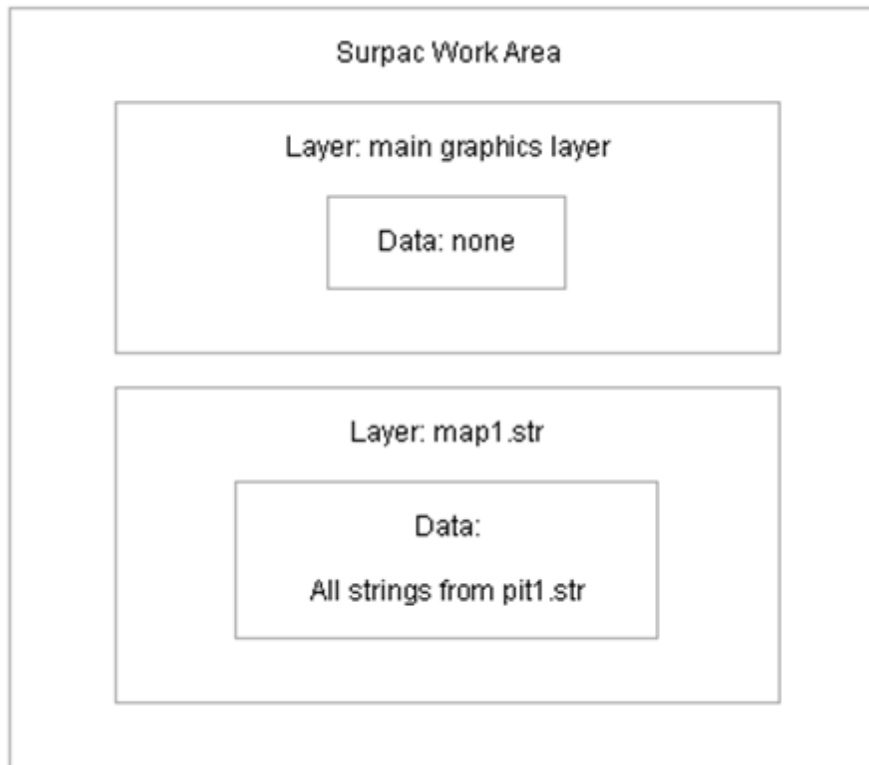 Surpac Work Area
Layer: main graphics layer
Data: none
Layer: map1.str
Data:
All strings from pit1.str